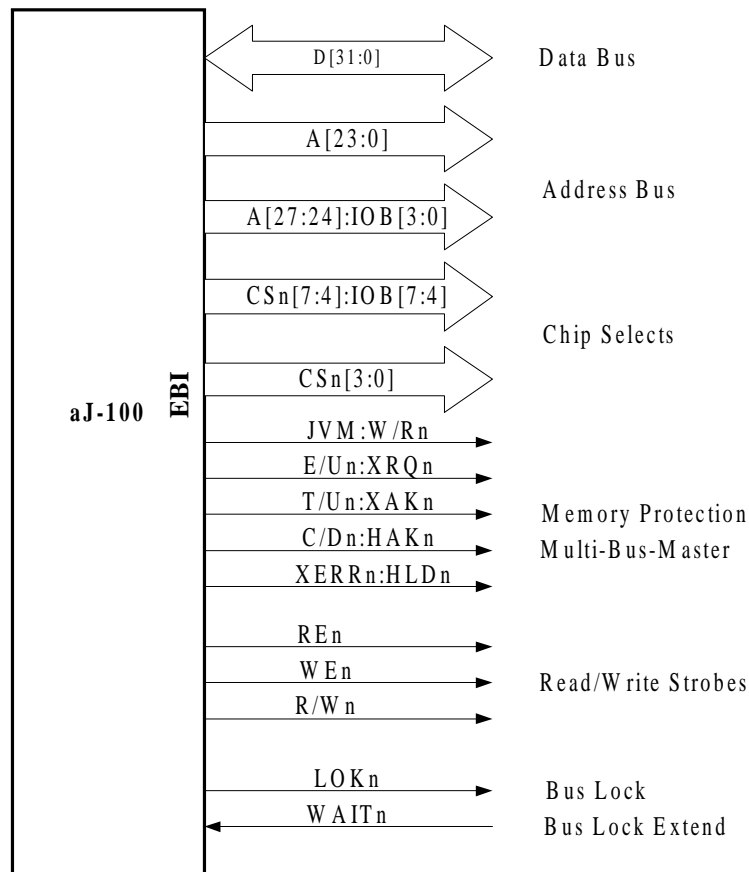 D[31:0]
Data Bus
A[23:0]
Address Bus
A[27:24]:IOB[3:0]
CSn[7:4]:IOB[7:4]
Chip Selects
CSn[3:0]
aJ-100
EBI
JVM:W/Rn
E/Un:XRQn
T/Un:XAKn
Memory Protection
C/Dn:HAKn
Multi-Bus-Master
XERRn:HLDn
REn
WEn
Read/Write Strobes
R/Wn
LOKn
Bus Lock
WAITn
Bus Lock Extend